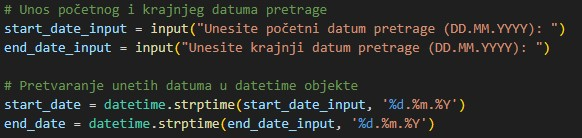 # Unos početnog i krajnjeg datuma pretrage
start_date_input = input("Unesite početni datum pretrage (DD.MM.YYYY): ")
end_date_input = input("Unesite krajnji datum pretrage (DD.MM.YYYY): ")
# Pretvaranje unetih datuma u datetime objekte
start_date = datetime.strptime(start_date_input, '%d.%m.%Y')
end_date = datetime.strptime(end_date_input, '%d.%m.%Y')